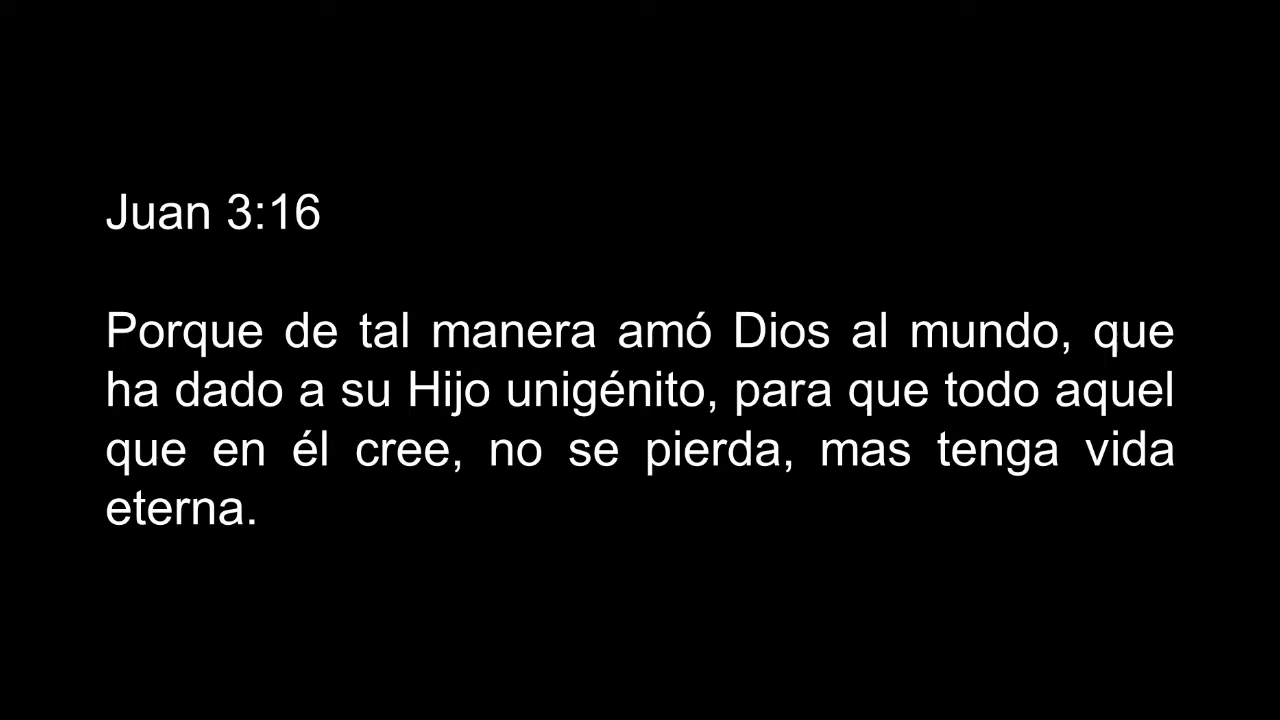 Juan 3:16
Porque de tal manera amó Dios al mundo, que
ha dado a su Hijo unigénito, para que todo aquel
que en él cree, no se pierda, mas tenga vida
eterna.